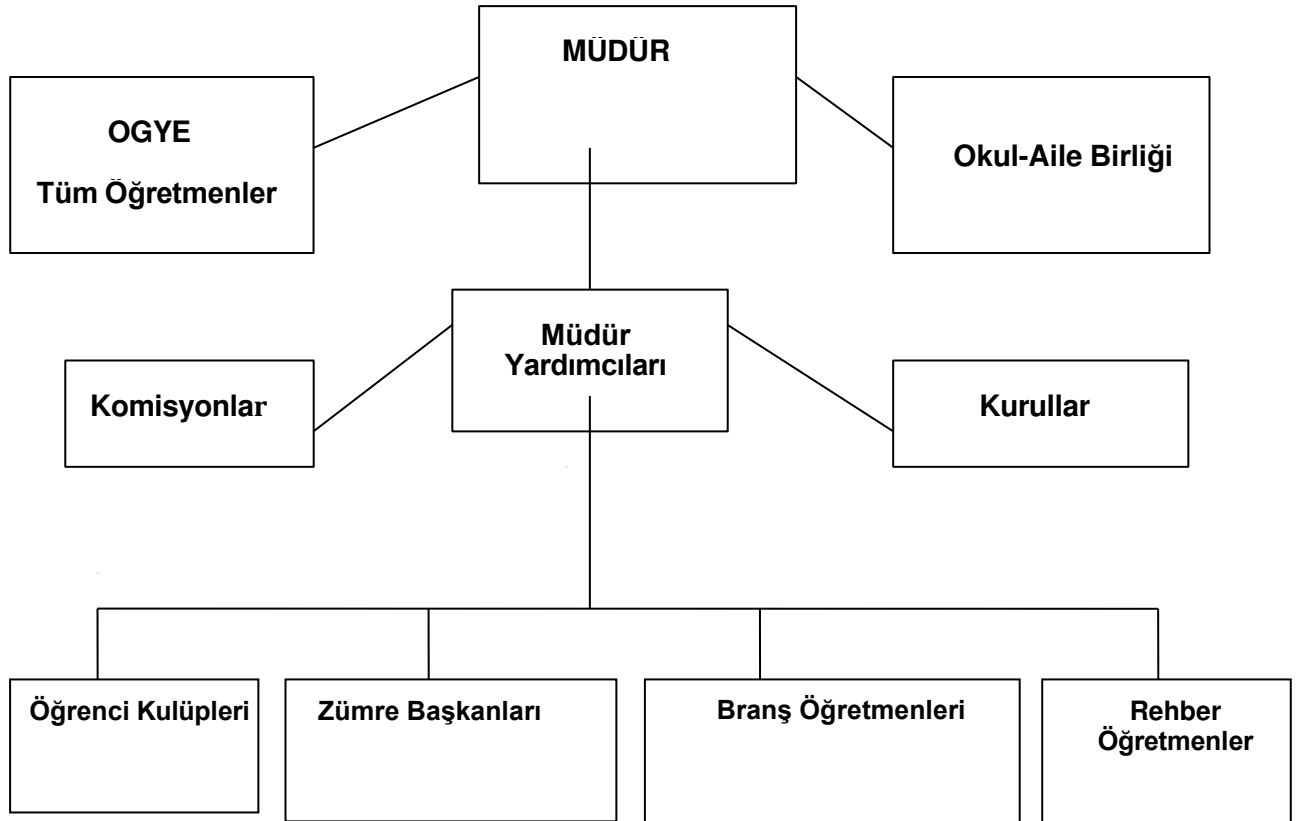 MÜDÜR
OGYE
Tüm Öğretmenler
Okul-Aile Birliği
Müdür
Yardımcıları
Komisyonlar
Kurullar
Öğrenci Kulüpleri
Zümre Başkanları
Branş Öğretmenleri
Rehber
Öğretmenler